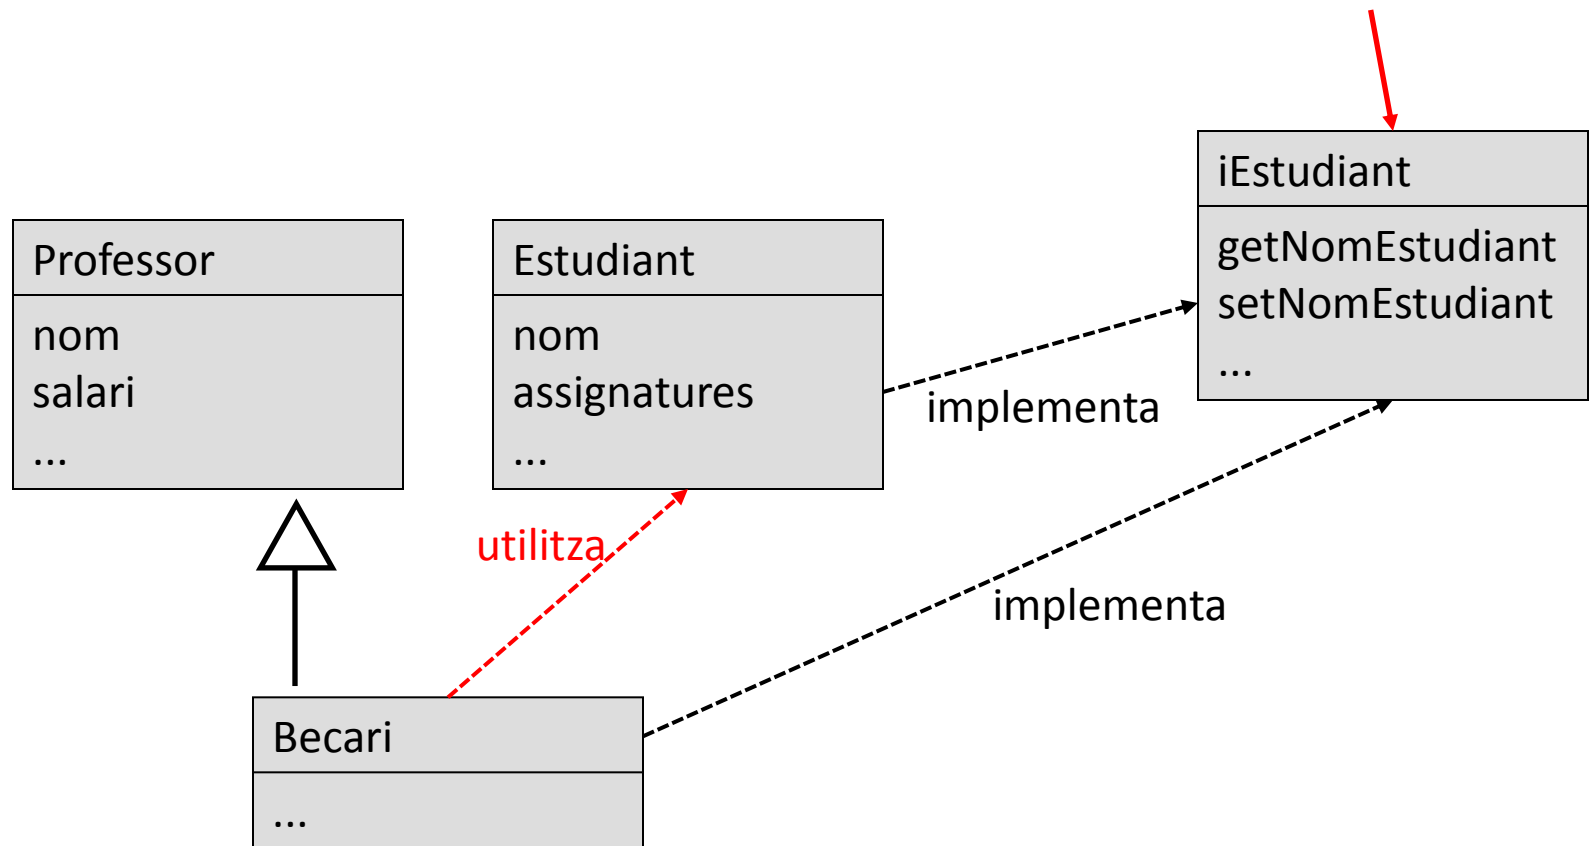 iEstudiant
getNomEstudiant
setNomEstudiant
...
Professor
nom
salari
...
Estudiant
nom
assignatures
...
implementa
utilitza
implementa
Becari
...